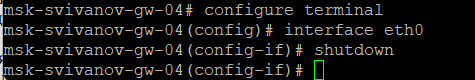 msk-svivanov-gw-04# configure terminal
msk-svivanov-gw-04(config)# interface eth0
msk-svivanov-gw-04(config-if)# shutdown
msk-svivanov-gw-04(config-if)#